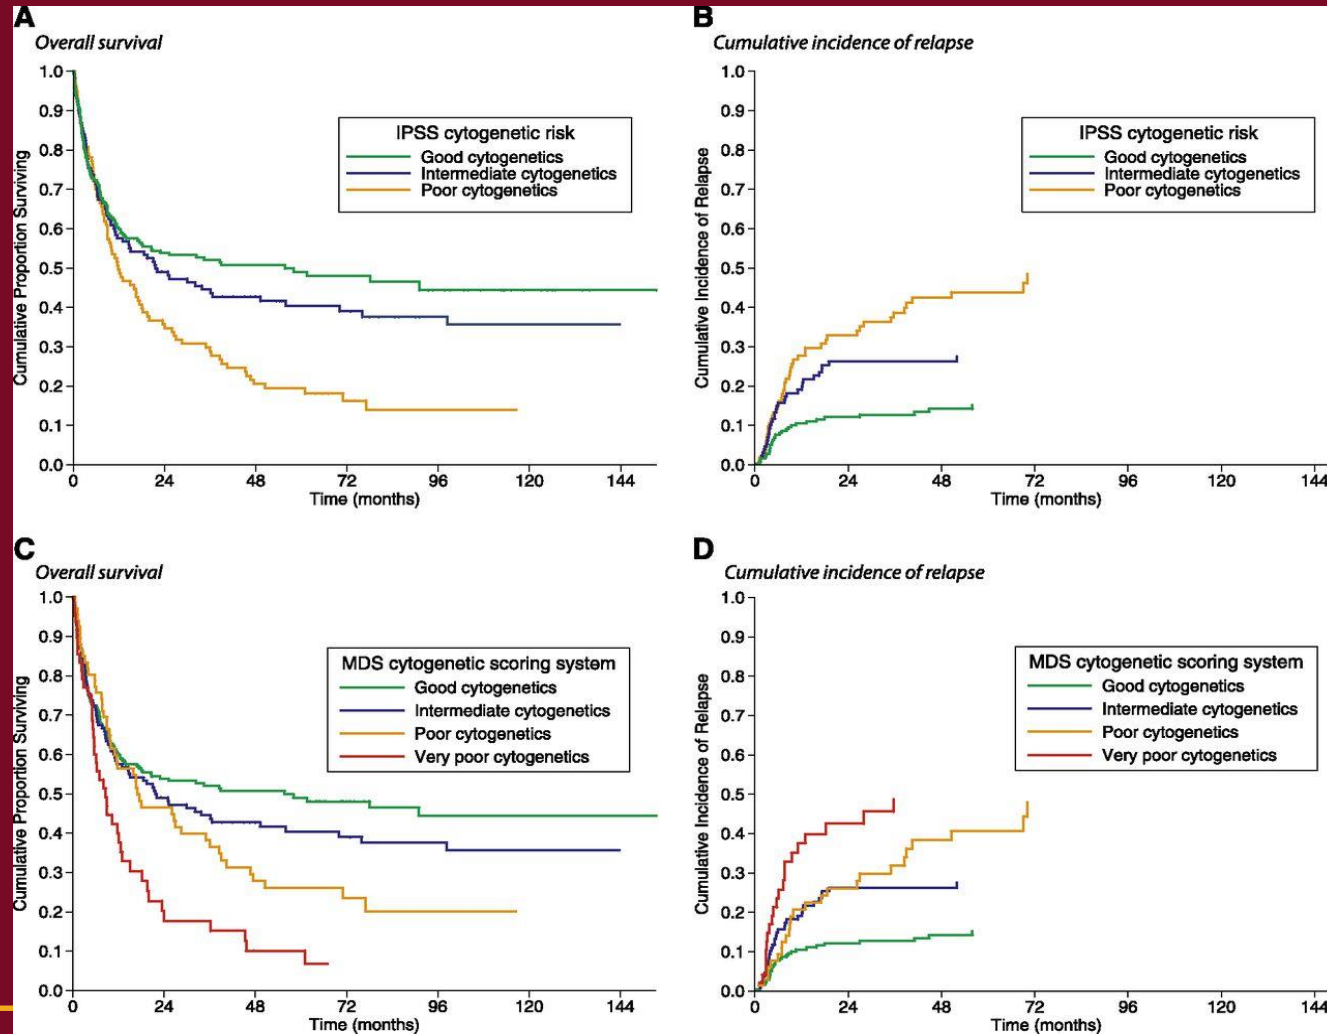 A
Overall survival
1.0
0.9
0.8
0.7
0.6
0.5
0.4
0.3
0.2
0.1
0.0
Cumulative Proportion Surviving
IPSS cytogenetic risk
Good cytogenetics
Intermediate cytogenetics
Poor cytogenetics
0 24 48 72 96 120 144
Time (months)
B
Cumulative incidence of relapse
1.0
0.9
0.8
0.7
0.6
0.5
0.4
0.3
0.2
0.1
0.0
Cumulative Incidence of Relapse
IPSS cytogenetic risk
Good cytogenetics
Intermediate cytogenetics
Poor cytogenetics
0 24 48 72 96 120 144
Time (months)
C
Overall survival
1.0
0.9
0.8
0.7
0.6
0.5
0.4
0.3
0.2
0.1
0.0
Cumulative Proportion Surviving
MDS cytogenetic scoring system
Good cytogenetics
Intermediate cytogenetics
Poor cytogenetics
Very poor cytogenetics
0 24 48 72 96 120 144
Time (months)
D
Cumulative incidence of relapse
1.0
0.9
0.8
0.7
0.6
0.5
0.4
0.3
0.2
0.1
0.0
Cumulative Incidence of Relapse
MDS cytogenetic scoring system
Good cytogenetics
Intermediate cytogenetics
Poor cytogenetics
Very poor cytogenetics
0 24 48 72 96 120 144
Time (months)